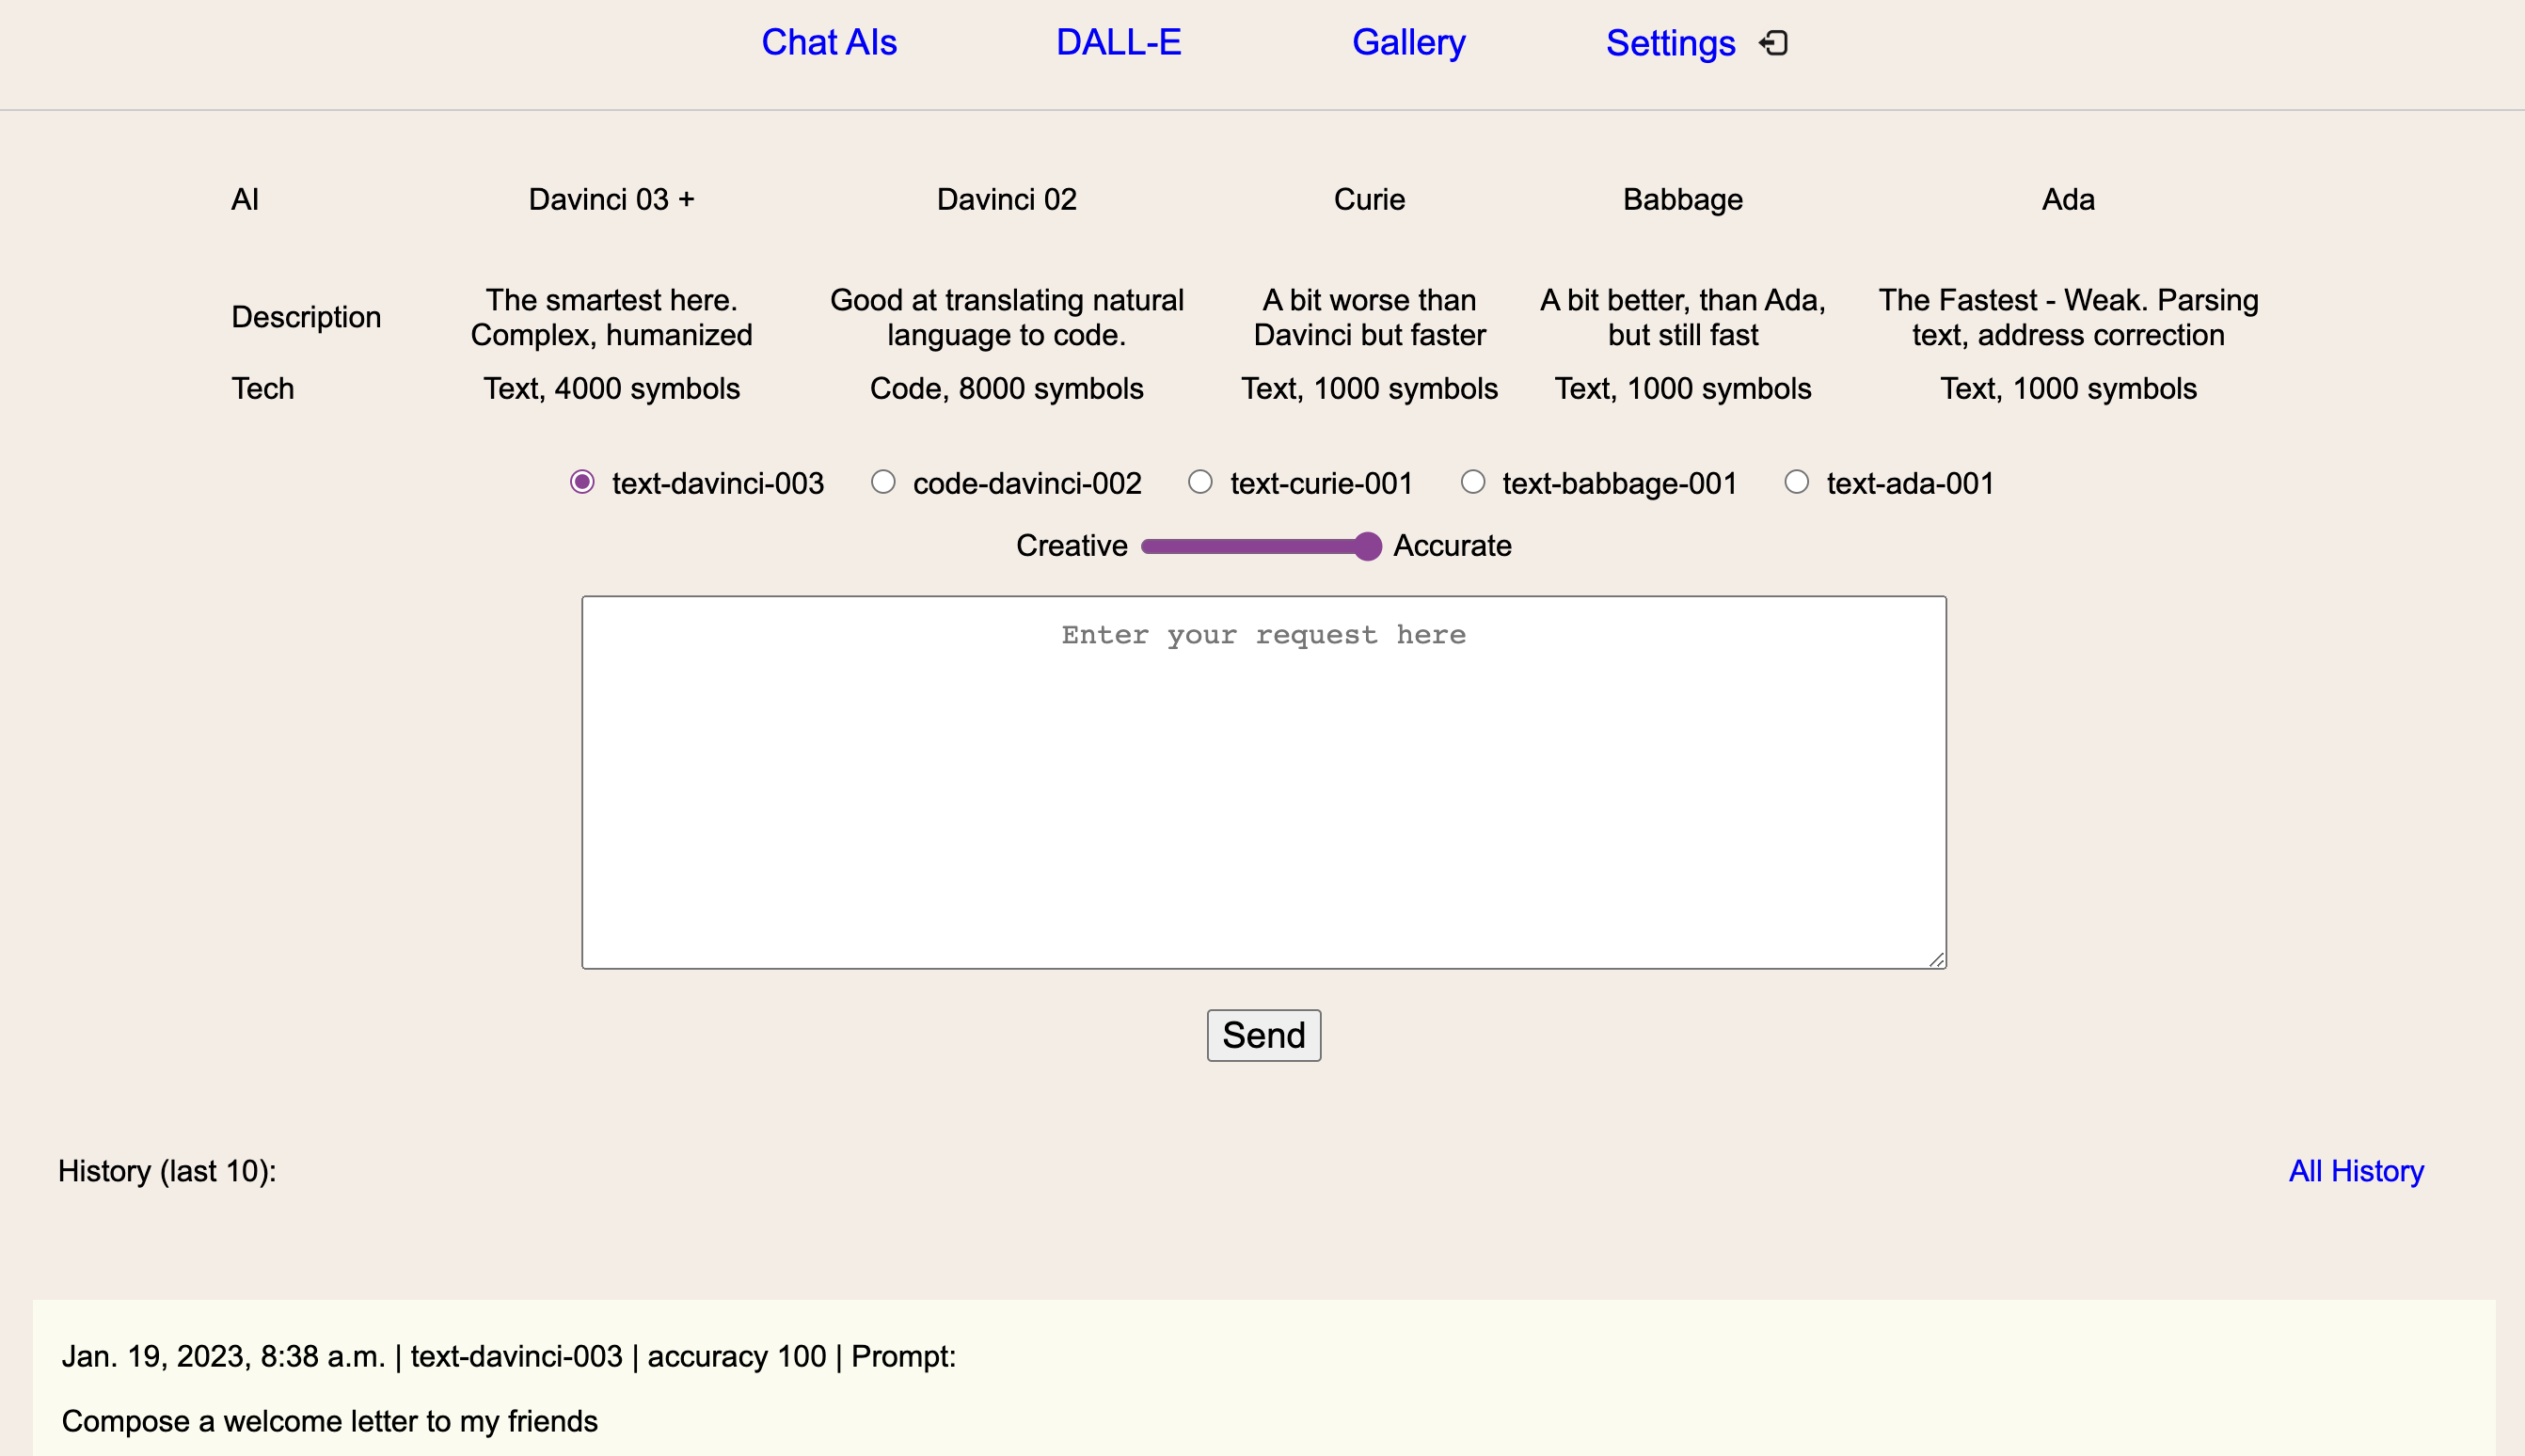 Chat AIs DALL-E Gallery Settings
AI Davinci 03 + Davinci 02 Curie Babbage Ada
Description The smartest here. Complex, humanized Good at translating natural language to code. A bit worse than Davinci but faster A bit better, than Ada, but still fast The Fastest - Weak. Parsing text, address correction
Tech Text, 4000 symbols Code, 8000 symbols Text, 1000 symbols Text, 1000 symbols Text, 1000 symbols
text-davinci-003 code-davinci-002 text-curie-001 text-babbage-001 text-ada-001
Creative Accurate
Enter your request here
Send
History (last 10): All History
Jan. 19, 2023, 8:38 a.m. | text-davinci-003 | accuracy 100 | Prompt:
Compose a welcome letter to my friends